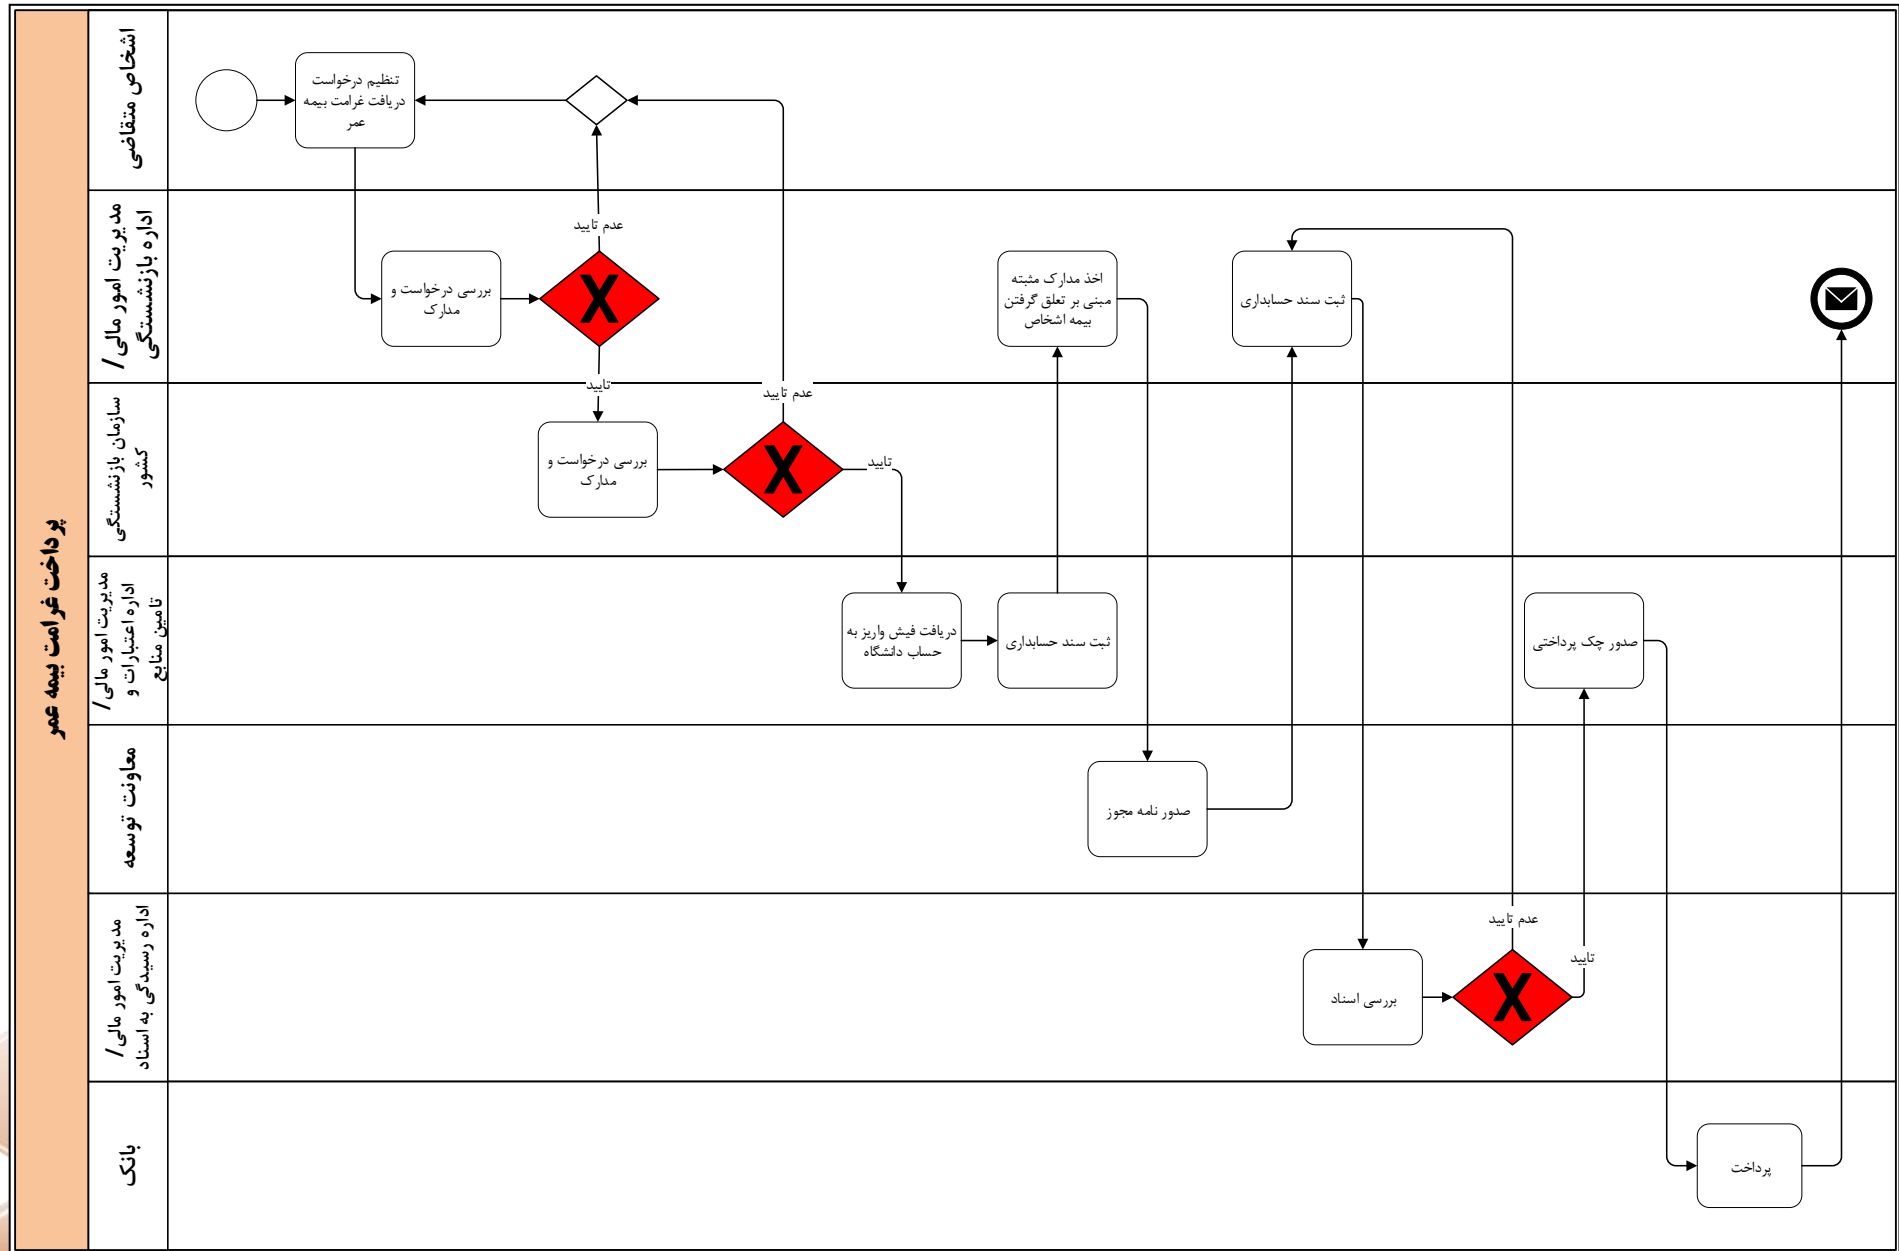 پرداخت غرامت بیمه عمر
اشخاص متقاضی
تنظیم درخواست
دریافت غرامت بیمه
عمر
مدیریت امور مالی /
اداره بازنشستگی
بررسی درخواست و
مدارک
عدم تایید
تایید
اخذ مدارک مثبته
مبنی بر تعلق گرفتن
بیمه اشخاص
ثبت سند حسابداری
سازمان بازنشستگی
کشور
بررسی درخواست و
مدارک
عدم تایید
تایید
مدیریت امور مالی /
اداره اعتبارات و
تامین منابع
دریافت فیش واریز به
حساب دانشگاه
ثبت سند حسابداری
صدور چک پرداختی
معاونت توسعه
صدور نامه مجوز
مدیریت امور مالی /
اداره رسیدگی به اسناد
بررسی اسناد
عدم تایید
تایید
بانک
پرداخت